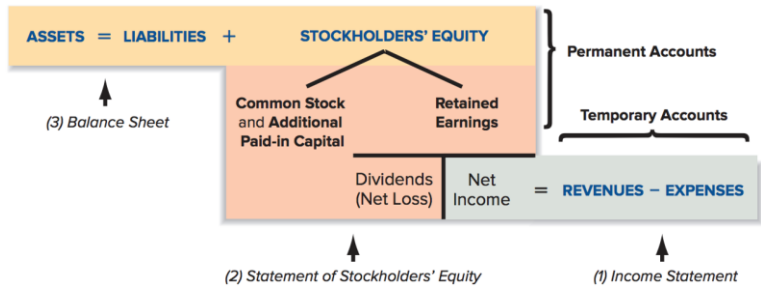 ASSETS = LIABILITIES + STOCKHOLDERS’ EQUITY
Permanent Accounts
(3) Balance Sheet
Common Stock
and Additional
Paid-in Capital
Retained
Earnings
Temporary Accounts
Dividends
(Net Loss)
Net
Income
= REVENUES – EXPENSES
(2) Statement of Stockholders’ Equity
(1) Income Statement